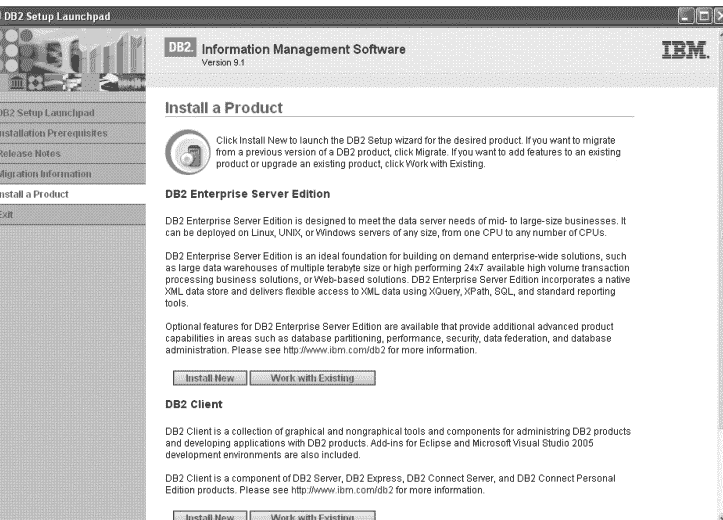 DB2 Setup Launchpad
DB2. Information Management Software
Version 9.1
IBM.
DB2 Setup Launchpad
Installation Prerequisites
Release Notes
Migration Information
Install a Product
Exit
Install a Product
Click Install New to launch the DB2 Setup wizard for the desired product. If you want to migrate
from a previous version of a DB2 product, click Migrate. If you want to add features to an existing
product or upgrade an existing product, click Work with Existing.
DB2 Enterprise Server Edition
DB2 Enterprise Server Edition is designed to meet the data server needs of mid- to large-size businesses. It
can be deployed on Linux, UNIX, or Windows servers of any size, from one CPU to any number of CPUs.
DB2 Enterprise Server Edition is an ideal foundation for building on demand enterprise-wide solutions, such
as large data warehouses of multiple terabyte size or high performing 24x7 available high volume transaction
processing business solutions, or Web-based solutions. DB2 Enterprise Server Edition incorporates a native
XML data store and delivers flexible access to XML data using XQuery, XPath, SQL, and standard reporting
tools.
Optional features for DB2 Enterprise Server Edition are available that provide additional advanced product
capabilities in areas such as database partitioning, performance, security, data federation, and database
administration. Please see http://www.ibm.com/db2 for more information.
Install New Work with Existing
DB2 Client
DB2 Client is a collection of graphical and nongraphical tools and components for administring DB2 products
and developing applications with DB2 products. Add-ins for Eclipse and Microsoft Visual Studio 2005
development environments are also included.
DB2 Client is a component of DB2 Server, DB2 Express, DB2 Connect Server, and DB2 Connect Personal
Edition products. Please see http://www.ibm.com/db2 for more information.
Install New Work with Existing